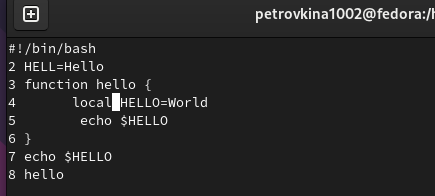 petrovkina1002@fedora:/h
#!/bin/bash
2 HELL=Hello
3 function hello {
4       local HELLO=World
5        echo $HELLO
6 }
7 echo $HELLO
8 hello